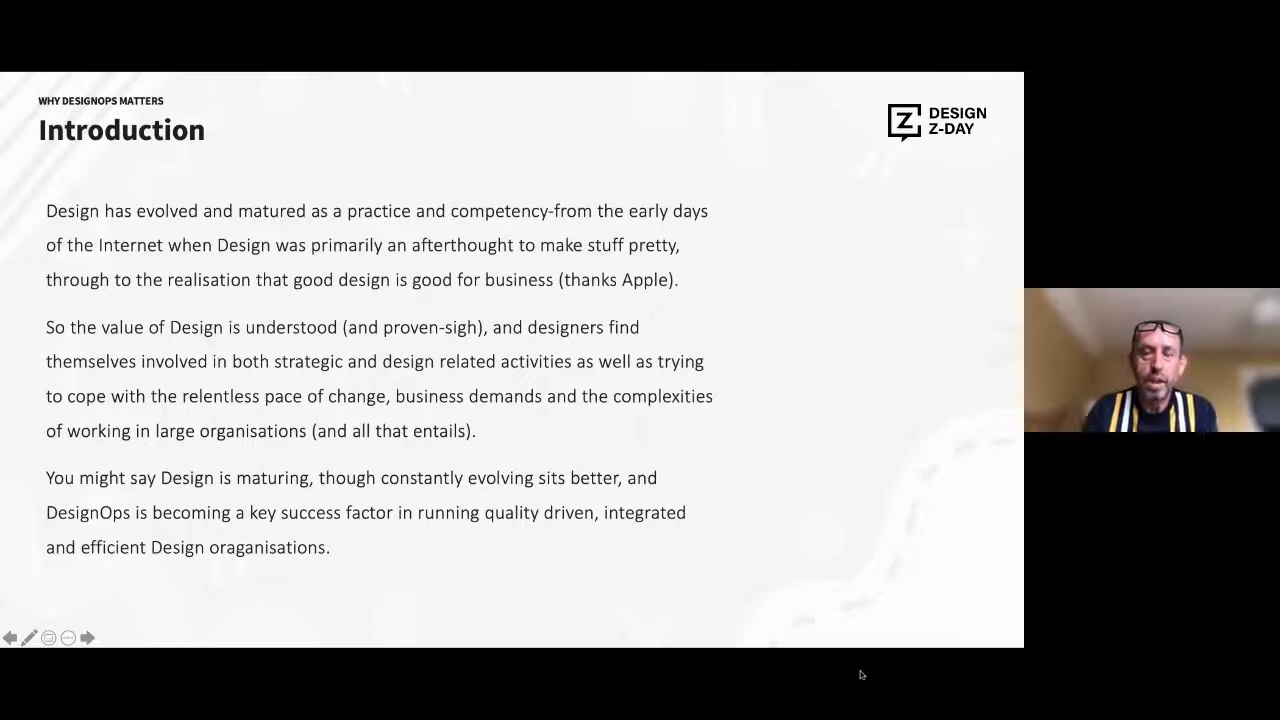 WHY DESIGNOPS MATTERS
Introduction
Z DESIGN
Z-DAY
Design has evolved and matured as a practice and competency-from the early days
of the Internet when Design was primarily an afterthought to make stuff pretty,
through to the realisation that good design is good for business (thanks Apple).
So the value of Design is understood (and proven-sigh), and designers find
themselves involved in both strategic and design related activities as well as trying
to cope with the relentless pace of change, business demands and the complexities
of working in large organisations (and all that entails).
You might say Design is maturing, though constantly evolving sits better, and
DesignOps is becoming a key success factor in running quality driven, integrated
and efficient Design oraganisations.